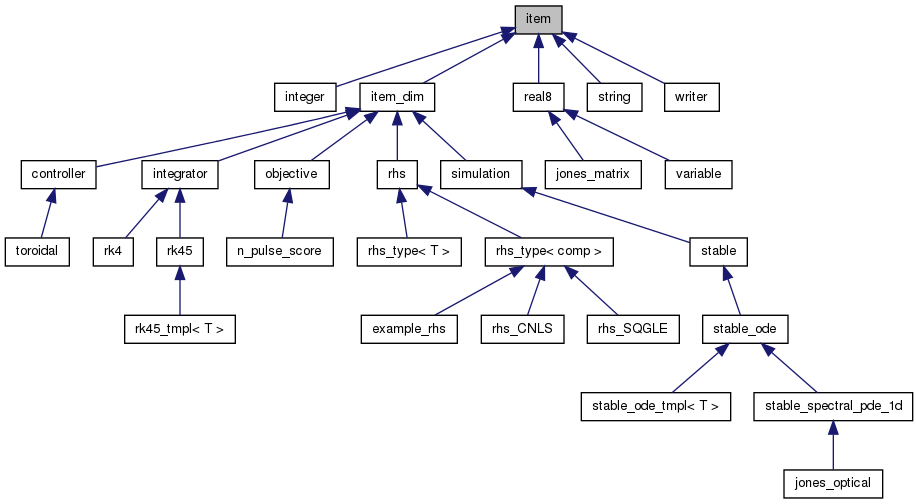 item
integer
item_dim
real8
string
writer
controller
integrator
objective
rhs
simulation
jones_matrix
variable
toroidal
rk4
rk45
n_pulse_score
rhs_type< T >
rhs_type< comp >
stable
rk45_tmpl< T >
example_rhs
rhs_CNLS
rhs_SQGLE
stable_ode
stable_ode_tmpl< T >
stable_spectral_pde_1d
jones_optical